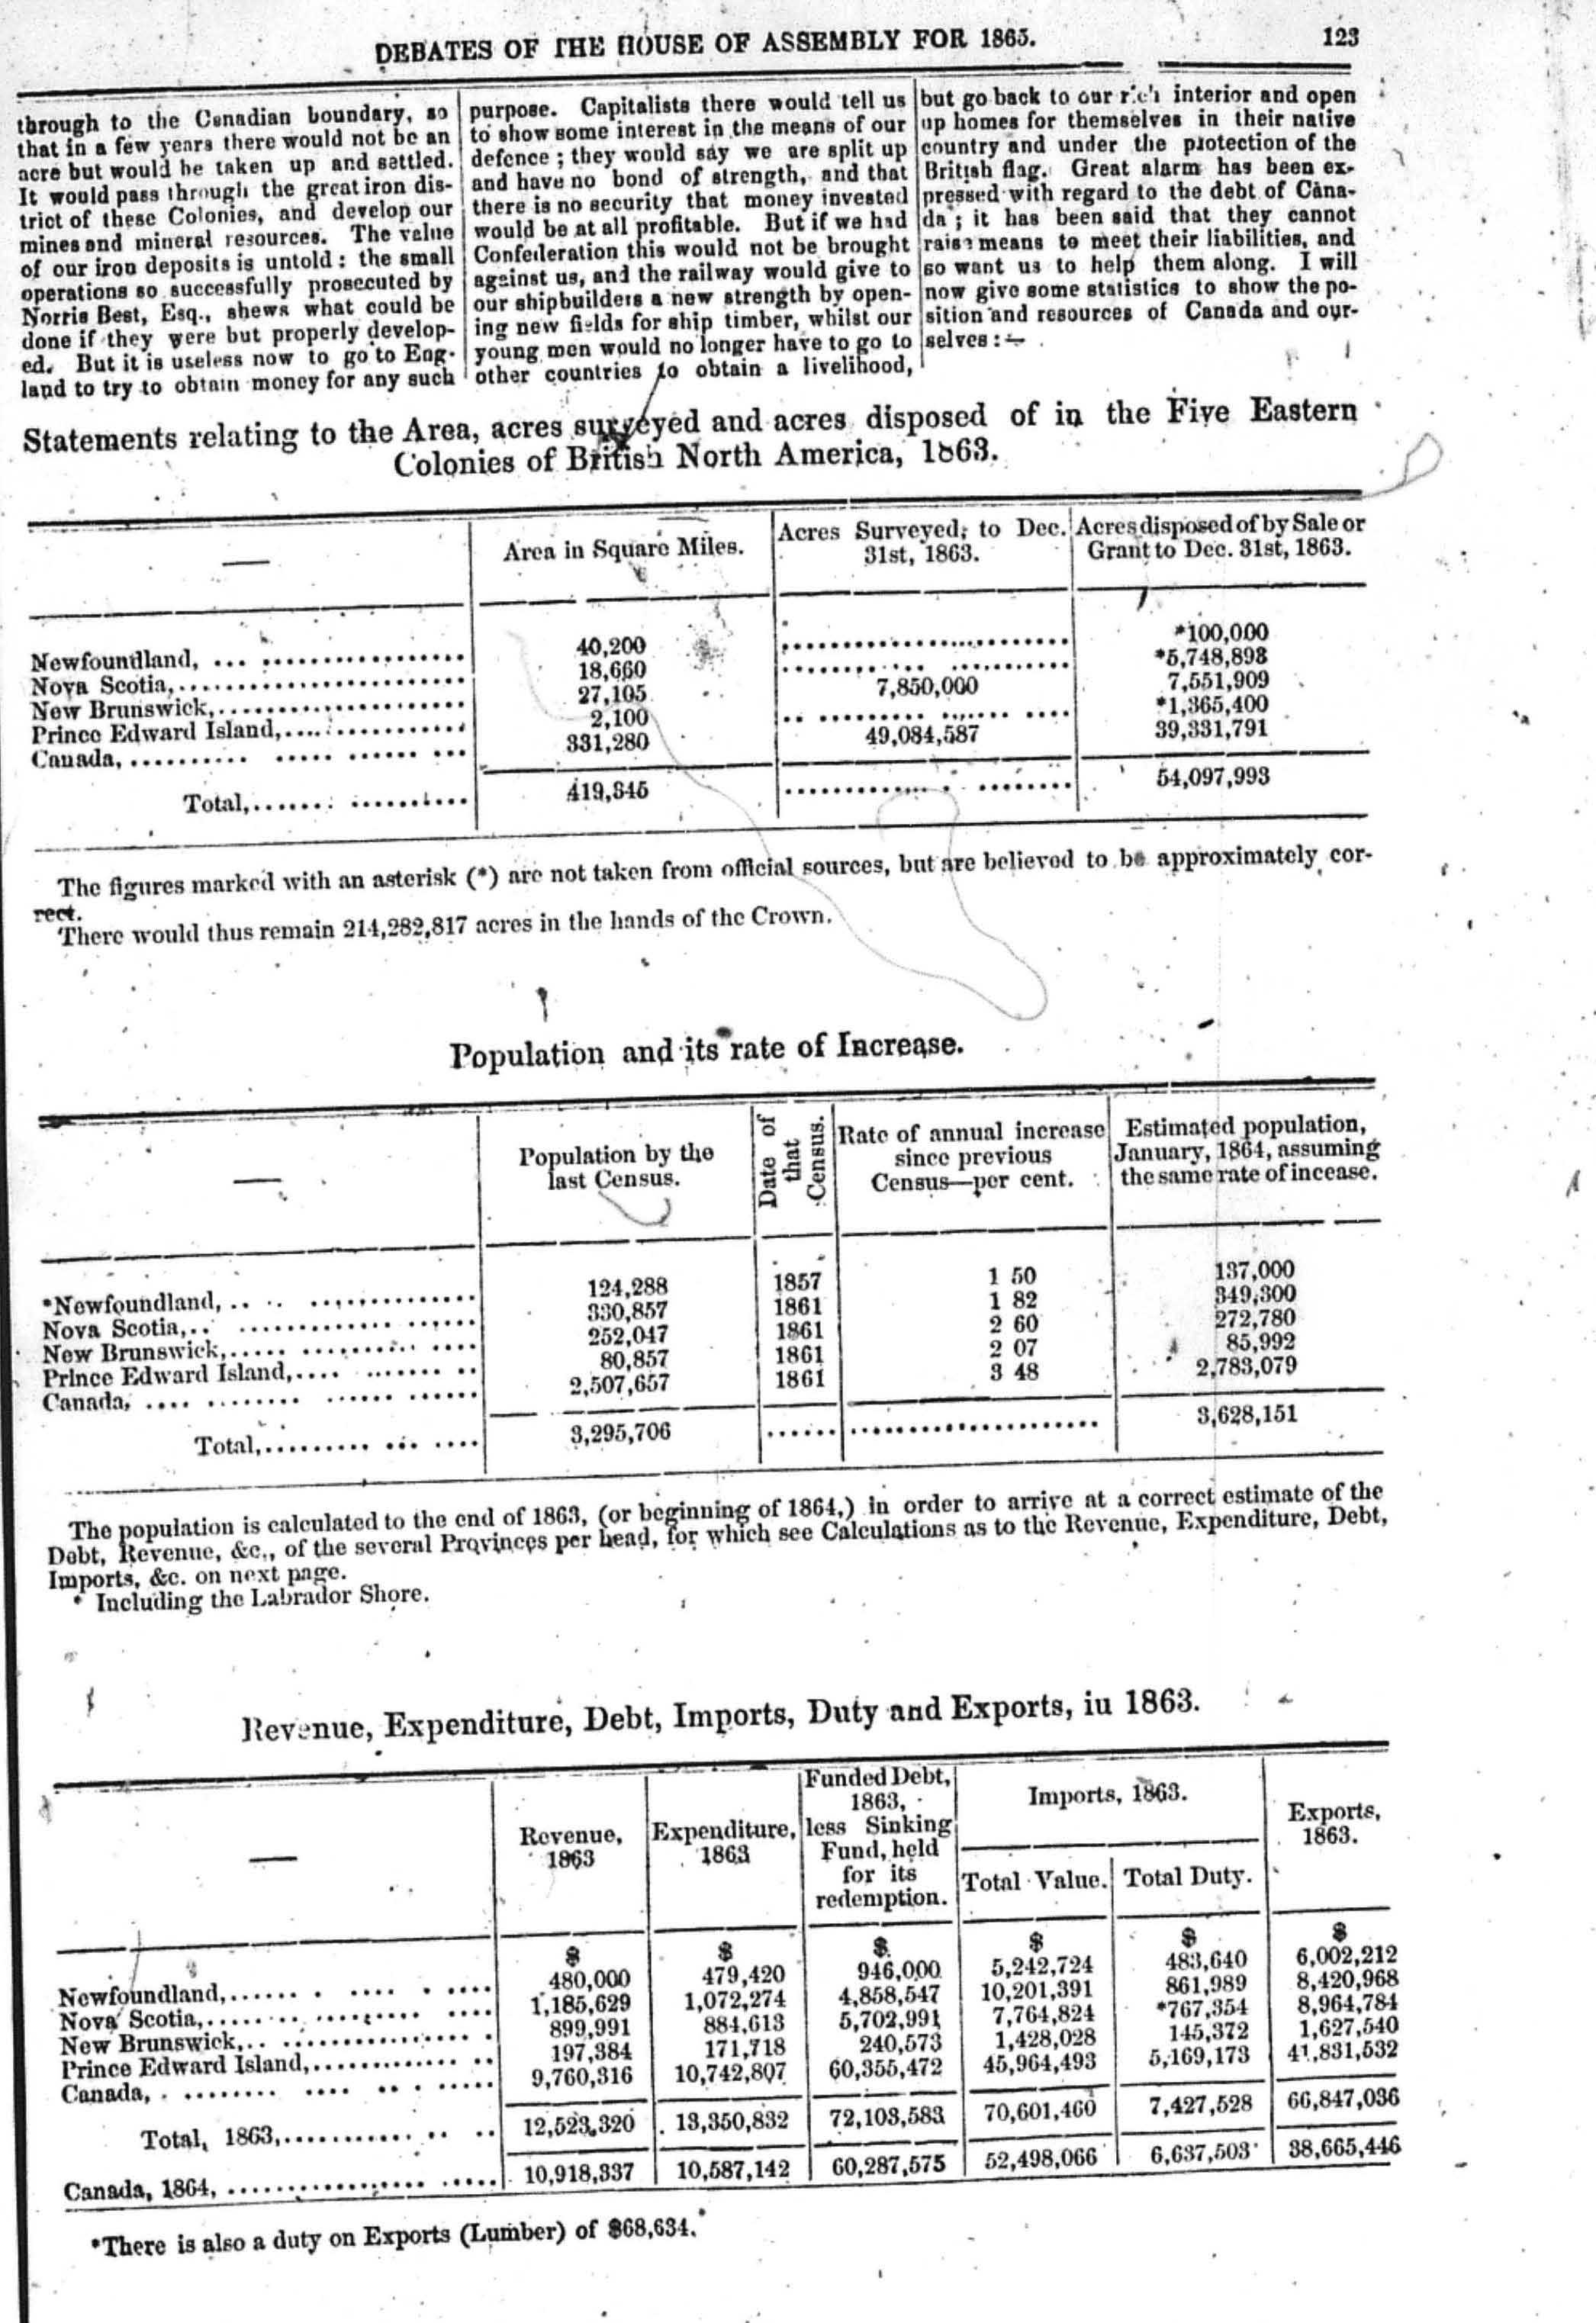 DEBATES OF THE HOUSE OF ASSEMBLY FOR 1865. 123
through to the Canadian boundary, so
that in a few years there would not be an
acre but would be taken up and settled.
It would pass through the great iron dis-
trict of these Colonies, and develop our
mines and mineral resources. The value
of our iron deposits is untold: the small
operations so successfully prosecuted by
Norris Best, Esq., shews what could be
done if they were but properly develop-
ed. But it is useless now to go to Eng-
land to try to obtain money for any such
purpose. Capitalists there would tell us
to show some interest in the means of our
defence; they would say we are split up
and have no bond of strength, and that
there is no security that money invested
would be at all profitable. But if we had
Confederation this would not be brought
against us, and the railway would give to
our shipbuilders a new strength by open-
ing new fields for ship timber, whilst our
young men would no longer have to go to
other countries to obtain a livelihood,
but go back to our rich interior and open
up homes for themselves in their native
country and under the protection of the
British flag. Great alarm has been ex-
pressed with regard to the debt of Cana-
da; it has been said that they cannot
raise means to meet their liabilities, and
so want us to help them along. I will
now give some statistics to show the po-
sition and resources of Canada and our-
selves:—
Statements relating to the Area, acres surveyed and acres disposed of in the Five Eastern
Colonies of British North America, 1863.
— Area in Square Miles. Acres Surveyed, to Dec. 31st, 1863. Acres disposed of by Sale or Grant to Dec. 31st, 1863.
Newfoundland, 40,200 *100,000
Nova Scotia, 18,660 *5,748,893
New Brunswick, 27,105 7,850,000 7,551,909
Prince Edward Island, 2,100 *1,365,400
Canada, 331,280 49,084,587 39,331,791
Total, 419,345 54,097,993
The figures marked with an asterisk (*) are not taken from official sources, but are believed to be approximately cor-
rect.
There would thus remain 214,282,817 acres in the hands of the Crown.
Population and its rate of Increase.
— Population by the last Census. Date of that Census. Rate of annual increase since previous Census—per cent. Estimated population, January, 1864, assuming the same rate of incease.
*Newfoundland, 124,288 1857 1 50 137,000
Nova Scotia, 330,857 1861 1 82 349,300
New Brunswick, 252,047 1861 2 60 272,780
Prince Edward Island, 80,857 1861 2 07 85,992
Canada, 2,507,657 1861 3 48 2,783,079
Total, 3,295,706 3,628,151
The population is calculated to the end of 1863, (or beginning of 1864,) in order to arrive at a correct estimate of the
Debt, Revenue, &c., of the several Provinces per head, for which see Calculations as to the Revenue, Expenditure, Debt,
Imports, &c. on next page.
* Including the Labrador Shore.
Revenue, Expenditure, Debt, Imports, Duty and Exports, iu 1863.
— Revenue, 1863 Expenditure, 1863 Funded Debt, 1863, less Sinking Fund, held for its redemption. Imports, 1863. Total Value. Total Duty. Exports, 1863.
$ $ $ $ $ $
Newfoundland, 480,000 479,420 946,000 5,242,724 483,640 6,002,212
Nova Scotia, 1,185,629 1,072,274 4,858,547 10,201,391 861,989 8,420,968
New Brunswick, 899,991 884,613 5,702,991 7,764,824 *767,354 8,964,784
Prince Edward Island, 197,384 171,718 240,573 1,428,028 145,372 1,627,540
Canada, 9,760,316 10,742,807 60,355,472 45,964,493 5,169,173 41,831,532
Total, 1863, 12,523,320 13,350,832 72,103,583 70,601,460 7,427,528 66,847,036
Canada, 1864, 10,918,337 10,587,142 60,287,575 52,498,066 6,637,503 38,665,446
*There is also a duty on Exports (Lumber) of $68,634.